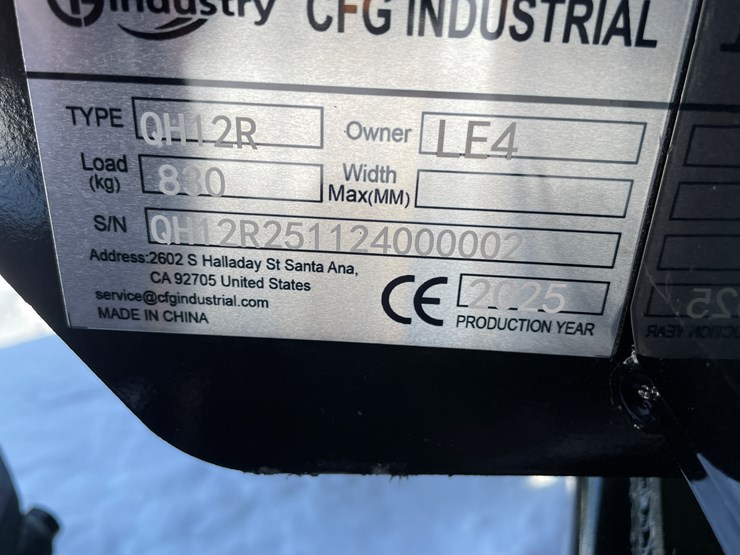 industry CFG INDUSTRIAL
TYPE QH12R Owner LE4
Load (kg) 830 Width Max(MM)
S/N QH12R251124000002
Address:2602 S Halladay St Santa Ana,
CA 92705 United States
service@cfgindustrial.com
MADE IN CHINA
CE 2025
PRODUCTION YEAR